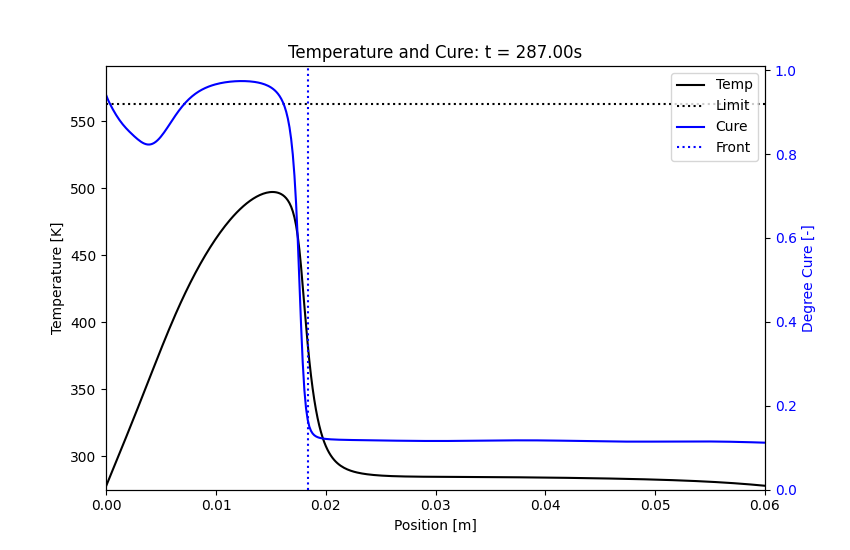 Temperature and Cure: t = 287.00s
Temperature [K]
550
500
450
400
350
300
Temp
Limit
Cure
Front
1.0
0.8
0.6
0.4
0.2
0.0
Degree Cure [-]
0.00 0.01 0.02 0.03 0.04 0.05 0.06
Position [m]